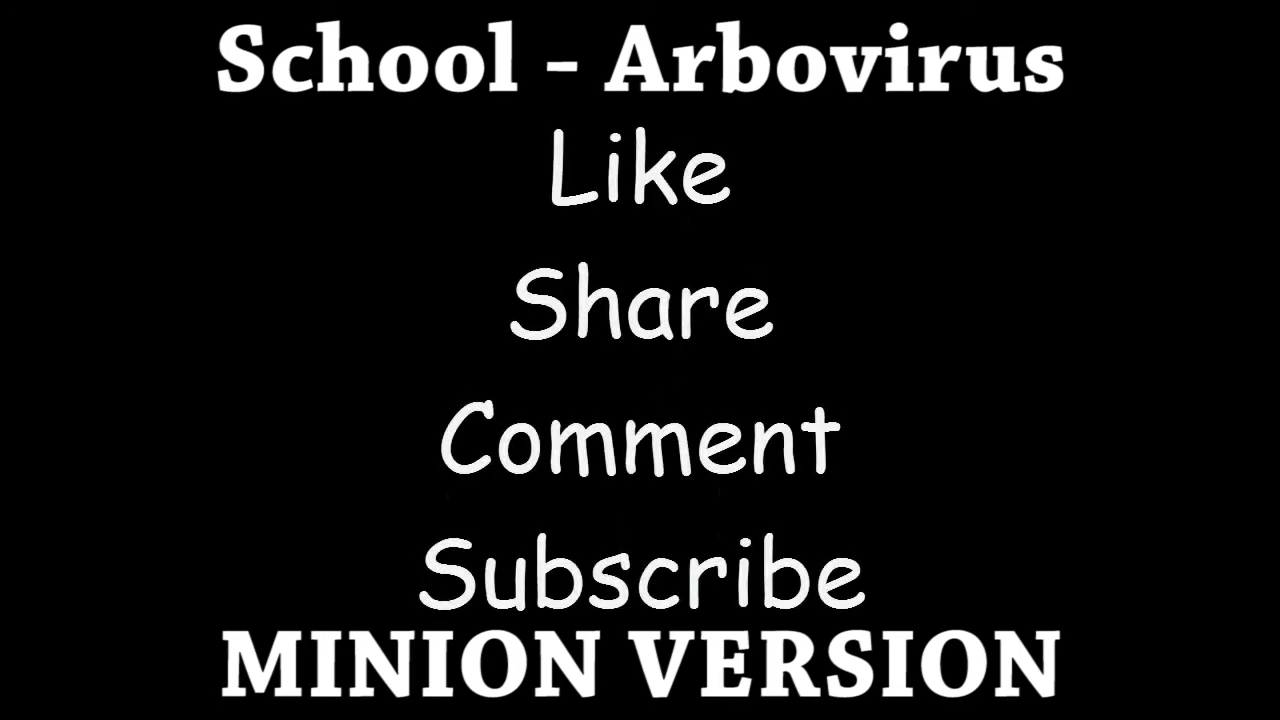 School - Arbovirus
Like
Share
Comment
Subscribe
MINION VERSION